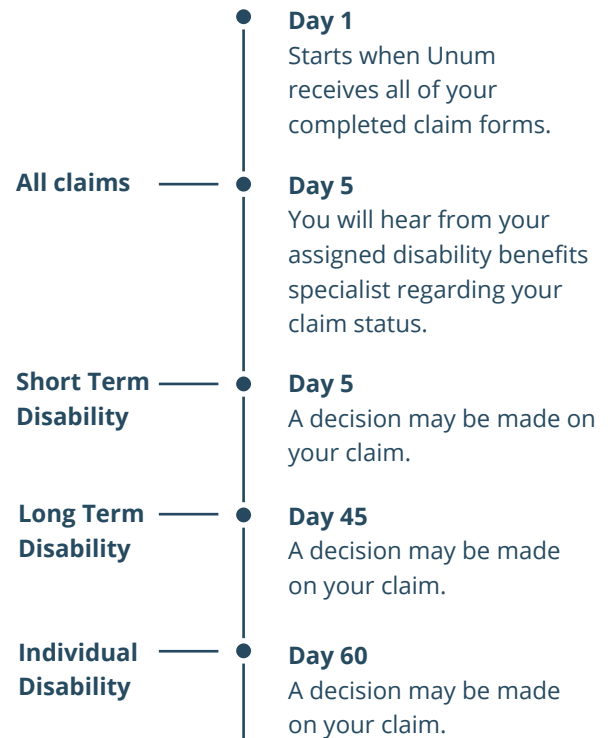 Day 1
Starts when Unum
receives all of your
completed claim forms.
All claims
Day 5
You will hear from your
assigned disability benefits
specialist regarding your
claim status.
Short Term
Disability
Day 5
A decision may be made on
your claim.
Long Term
Disability
Day 45
A decision may be made
on your claim.
Individual
Disability
Day 60
A decision may be made
on your claim.